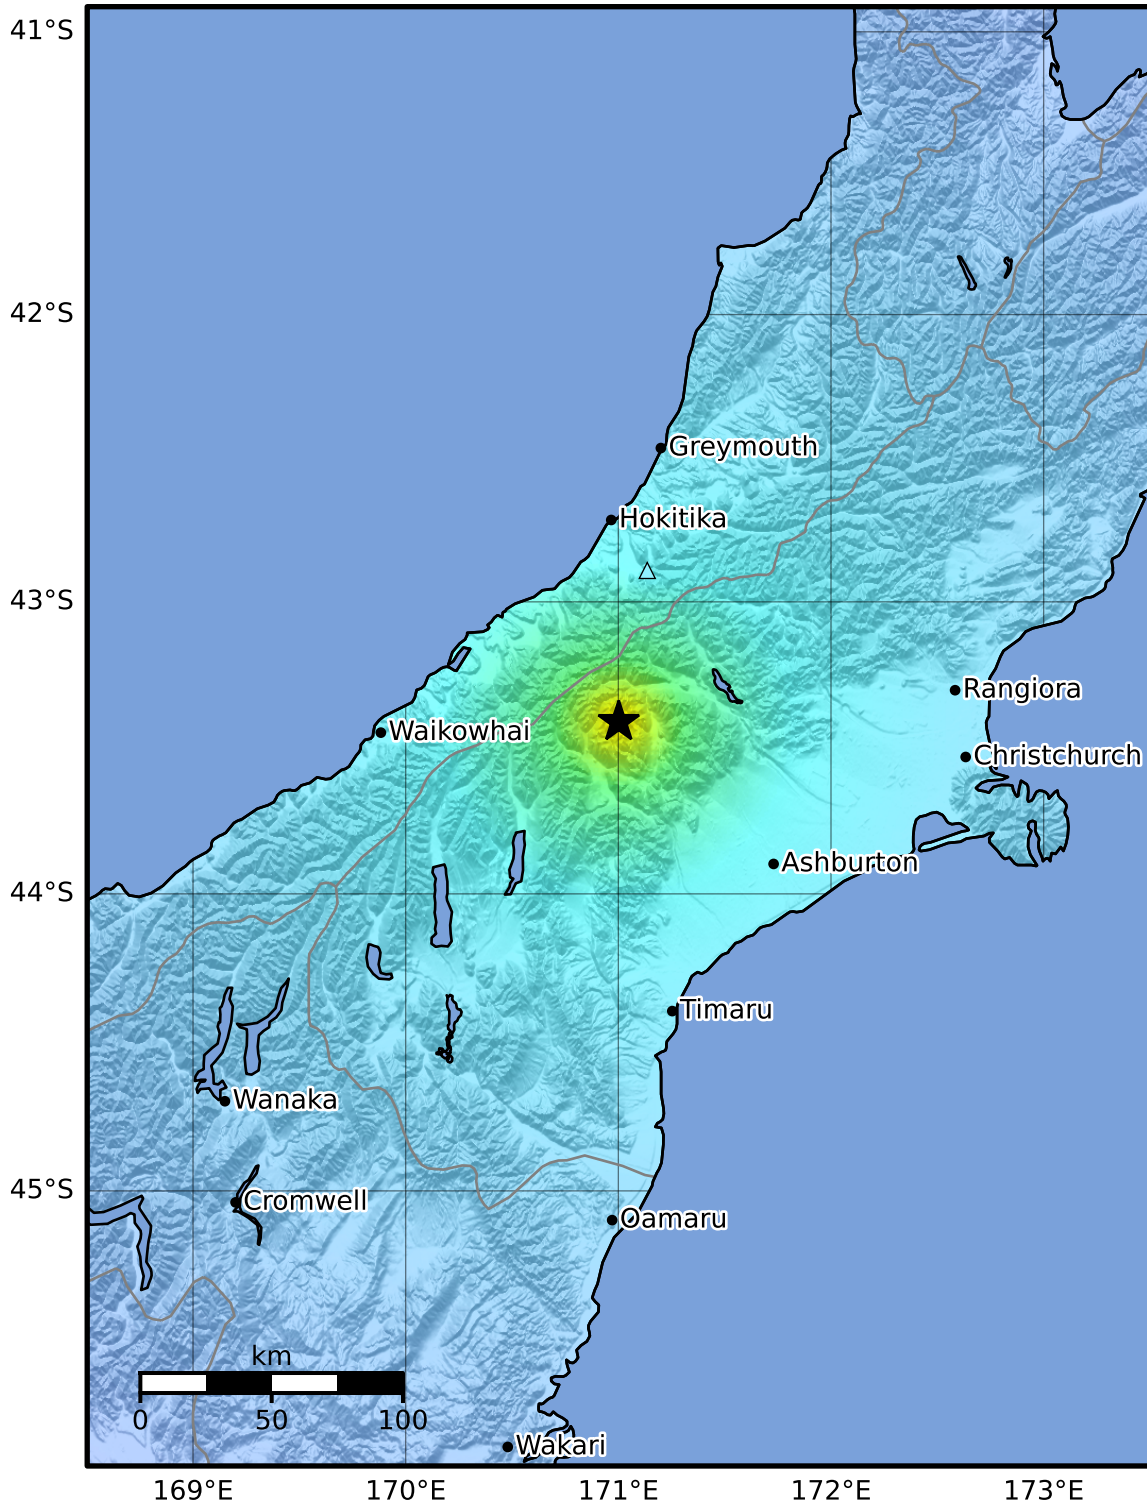 41°S
42°S
Greymouth
Hokitika
43°S
Rangiora
Waikowhai
Christchurch
Ashburton
44°S
Timaru
Wanaka
45°S
Cromwell
Oamaru
km
0 50 100
Wakari
169°E 170°E 171°E 172°E 173°E